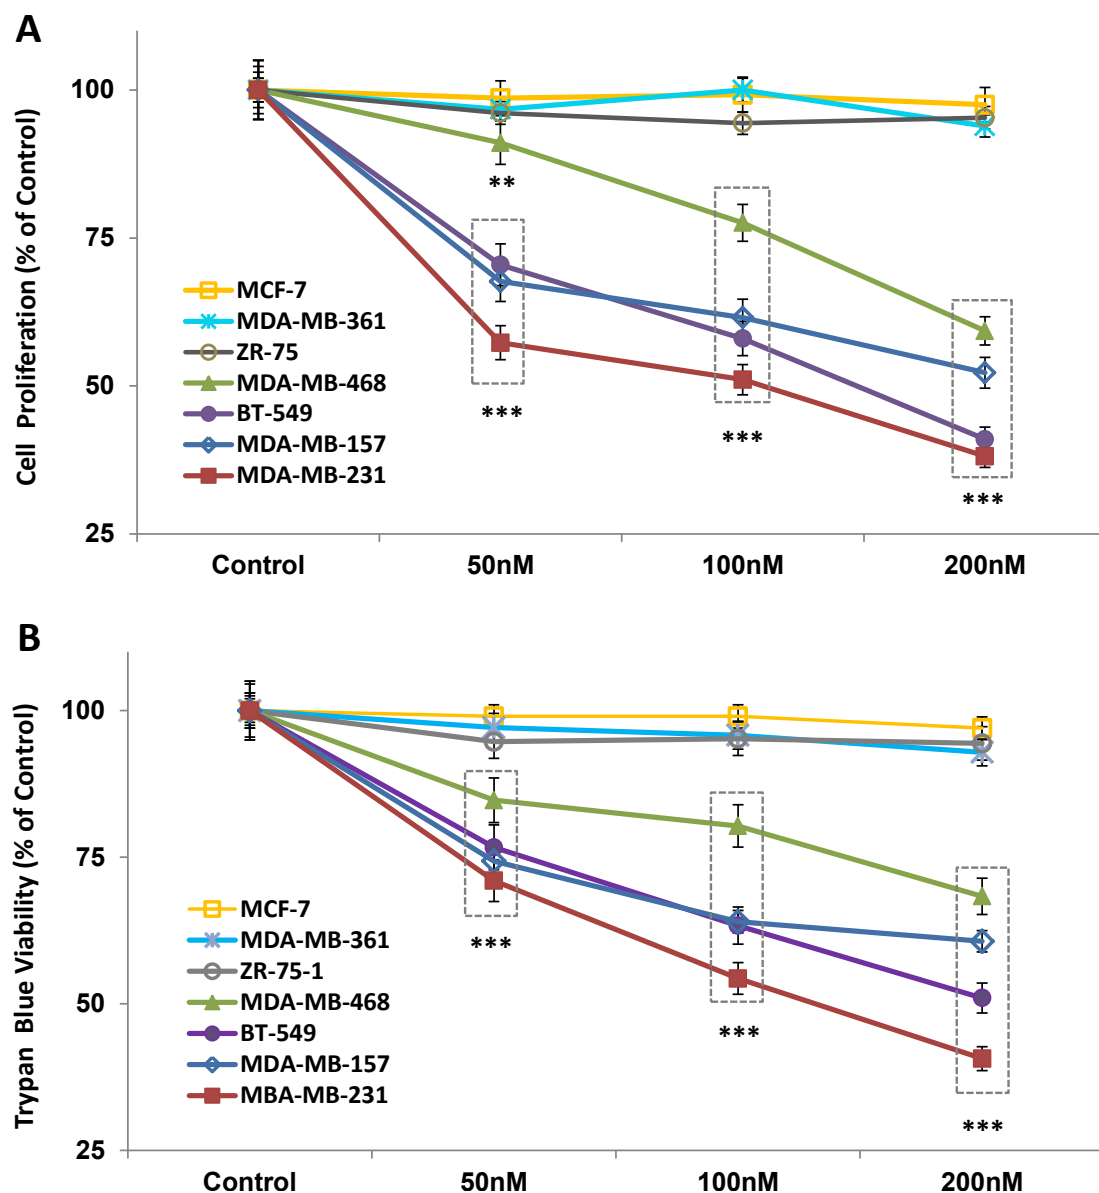 A
Cell Proliferation (% of Control)
100
75
50
25
**
***
***
***
MCF-7
MDA-MB-361
ZR-75
MDA-MB-468
BT-549
MDA-MB-157
MDA-MB-231
Control 50nM 100nM 200nM
B
Trypan Blue Viability (% of Control)
100
75
50
25
***
***
***
MCF-7
MDA-MB-361
ZR-75-1
MDA-MB-468
BT-549
MDA-MB-157
MBA-MB-231
Control 50nM 100nM 200nM